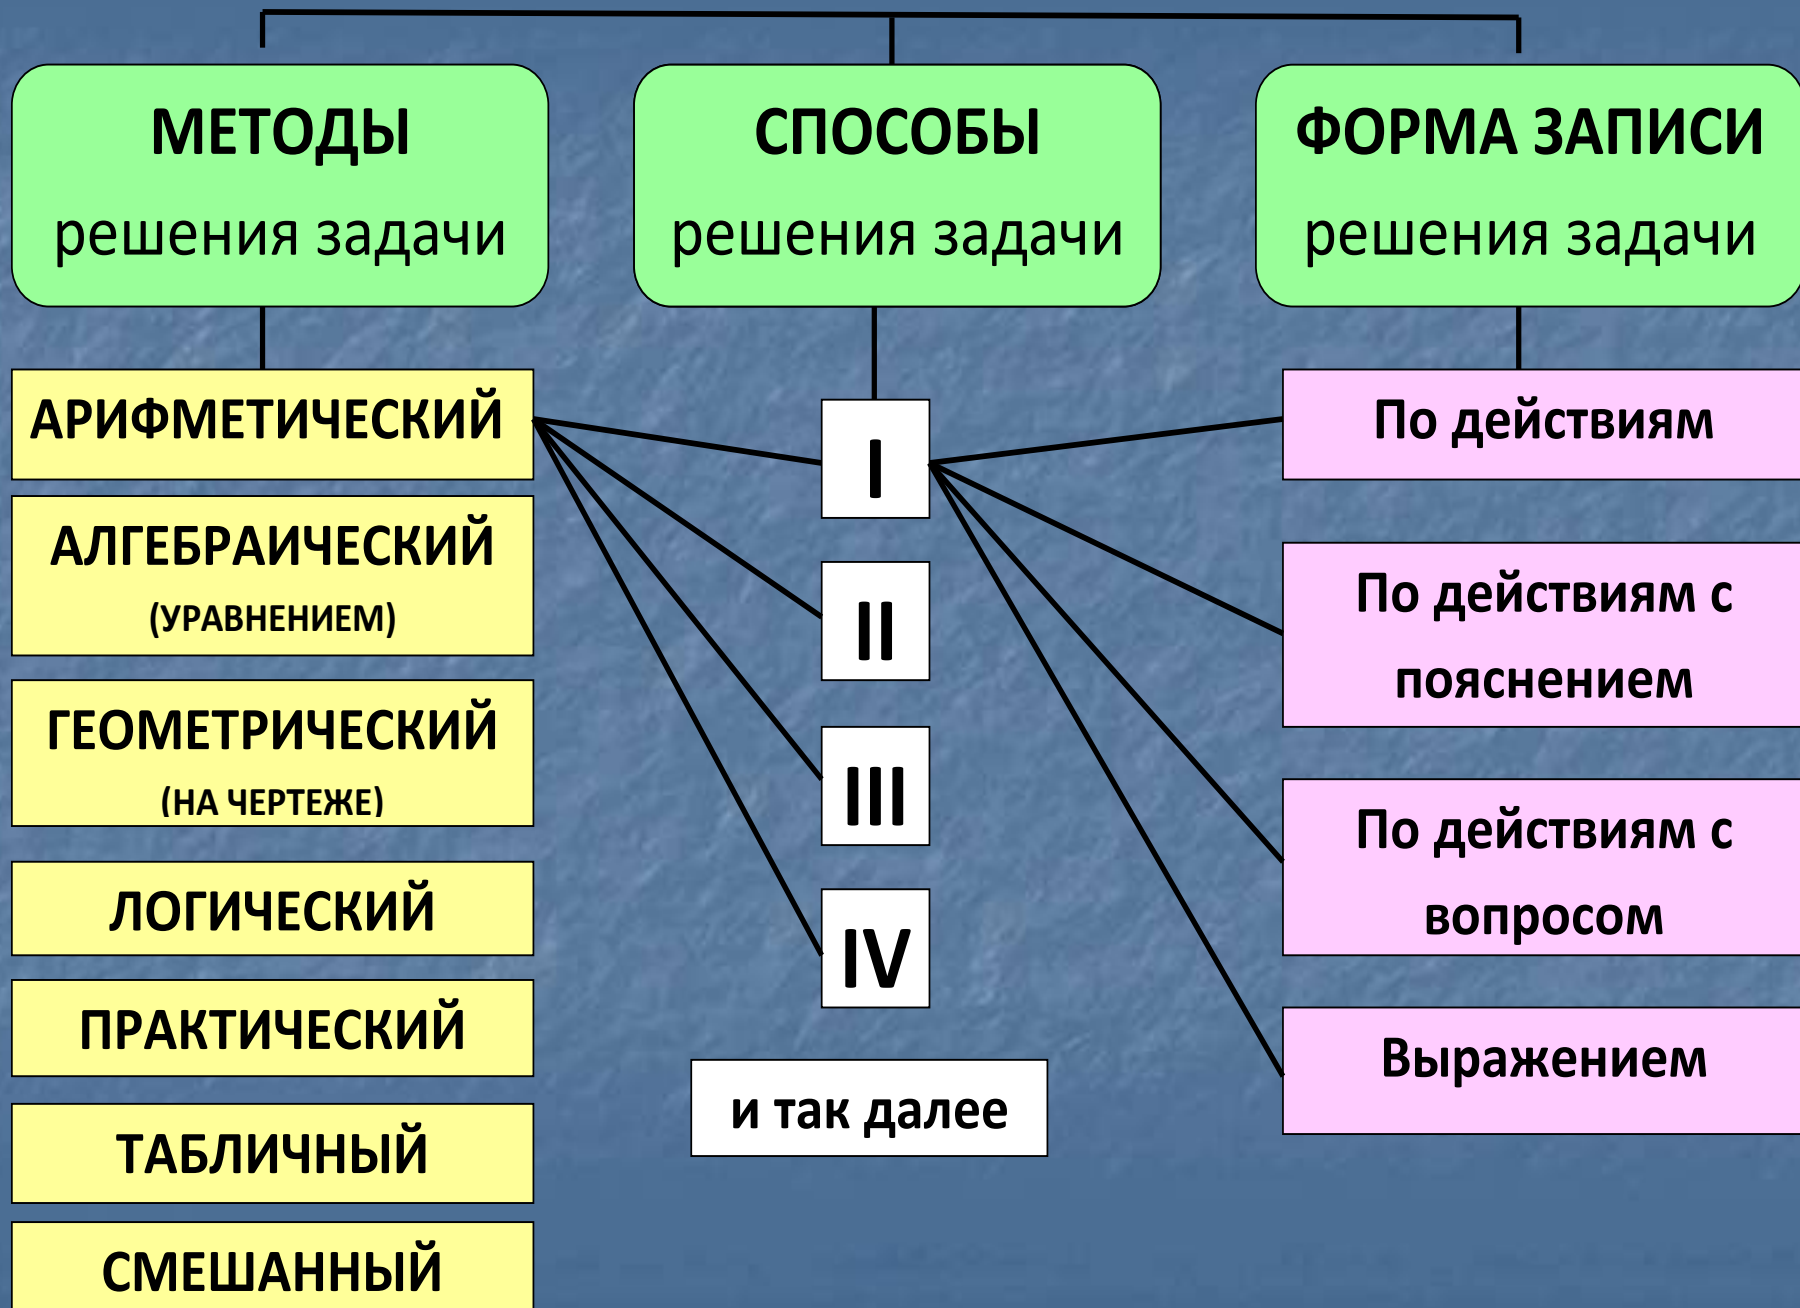 МЕТОДЫ
решения задачи
СПОСОБЫ
решения задачи
ФОРМА ЗАПИСИ
решения задачи
АРИФМЕТИЧЕСКИЙ
АЛГЕБРАИЧЕСКИЙ
(УРАВНЕНИЕМ)
ГЕОМЕТРИЧЕСКИЙ
(НА ЧЕРТЕЖЕ)
ЛОГИЧЕСКИЙ
ПРАКТИЧЕСКИЙ
ТАБЛИЧНЫЙ
СМЕШАННЫЙ
I
II
III
IV
и так далее
По действиям
По действиям с
пояснением
По действиям с
вопросом
Выражением